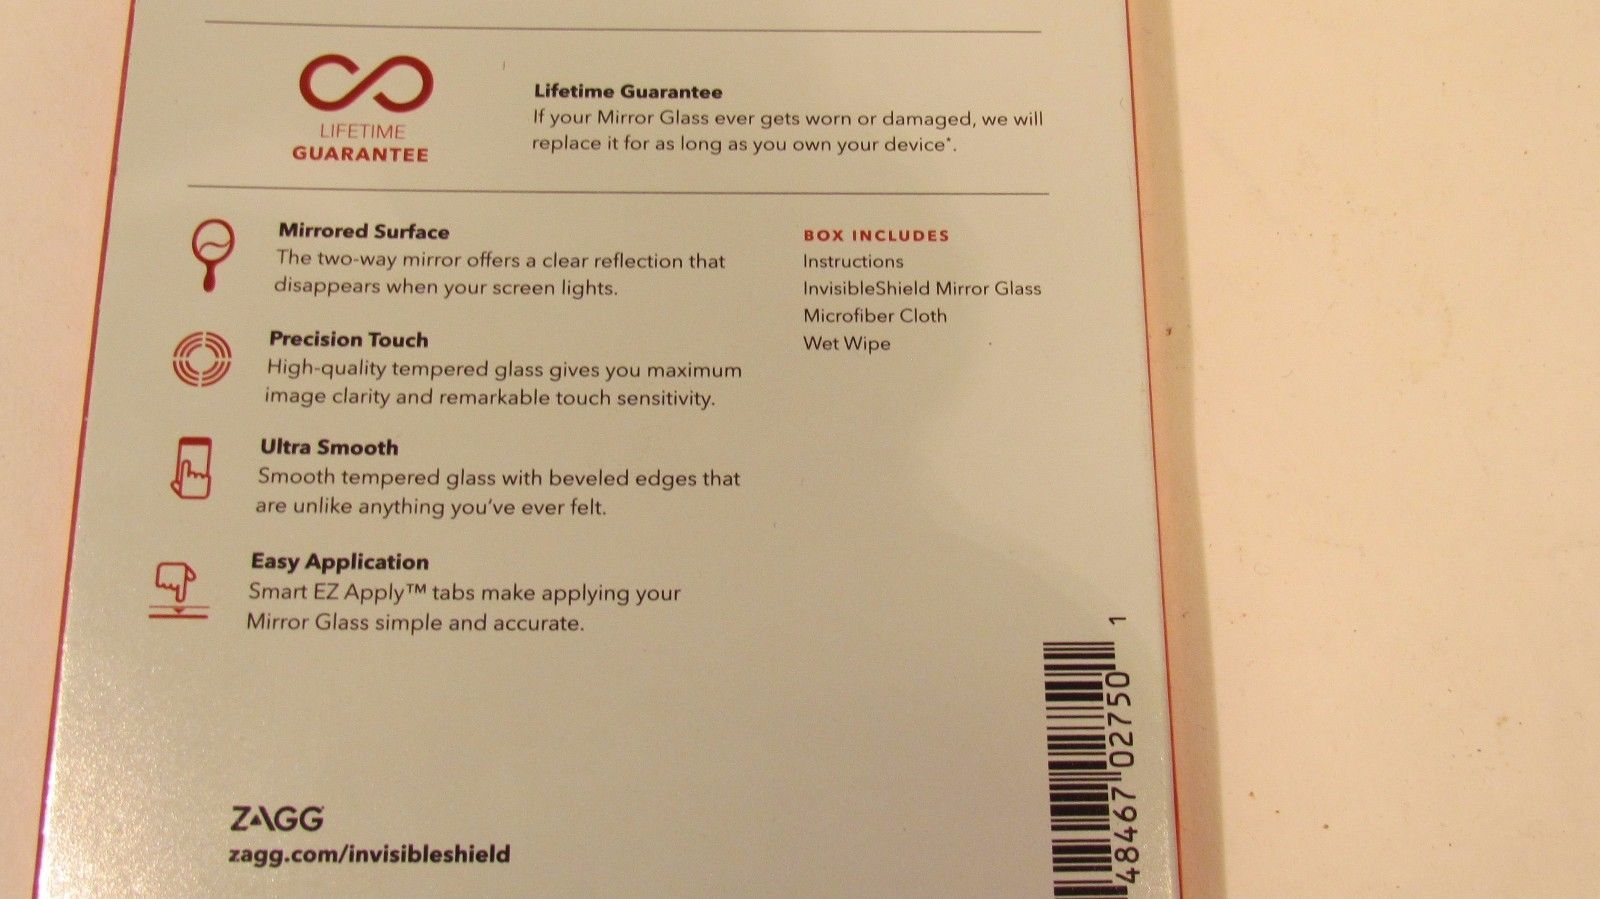 LIFETIME
GUARANTEE
Lifetime Guarantee
If your Mirror Glass ever gets worn or damaged, we will
replace it for as long as you own your device*.
Mirrored Surface
The two-way mirror offers a clear reflection that
disappears when your screen lights.
Precision Touch
High-quality tempered glass gives you maximum
image clarity and remarkable touch sensitivity.
Ultra Smooth
Smooth tempered glass with beveled edges that
are unlike anything you've ever felt.
Easy Application
Smart EZ Apply™ tabs make applying your
Mirror Glass simple and accurate.
BOX INCLUDES
Instructions
InvisibleShield Mirror Glass
Microfiber Cloth
Wet Wipe
ZAGG
zagg.com/invisibleshield
48467 02750 1